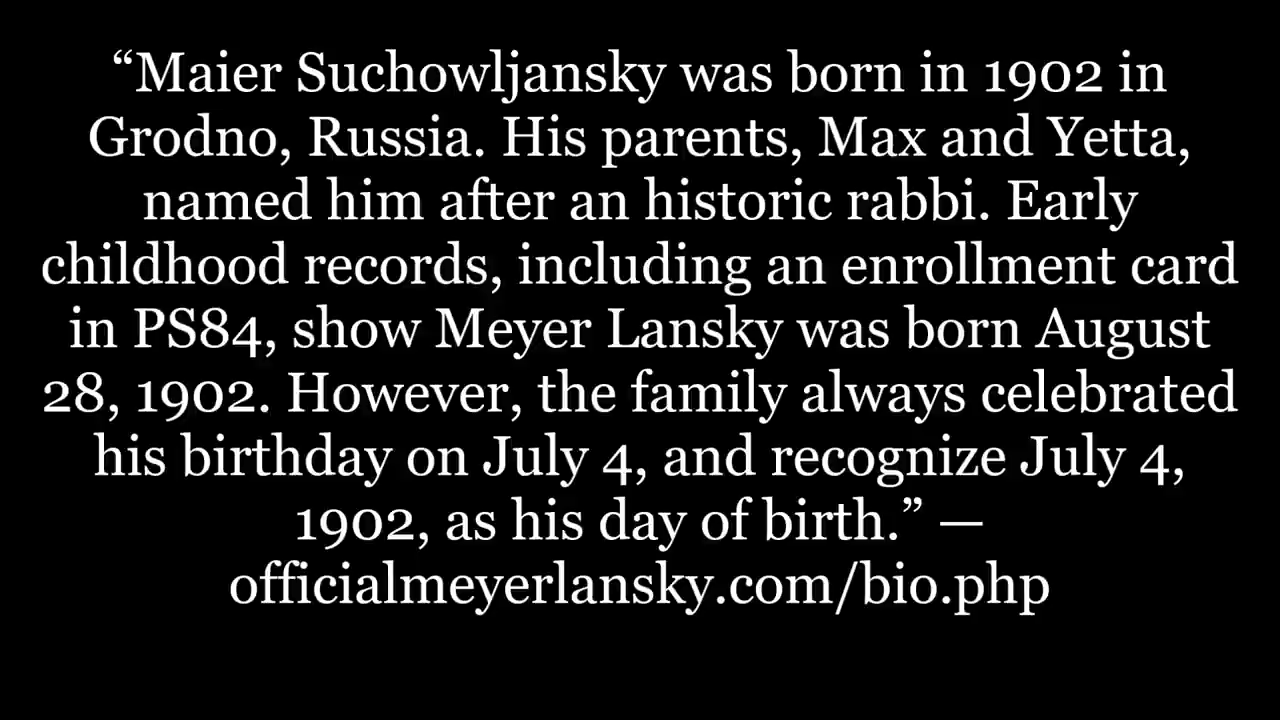 “Maier Suchowljansky was born in 1902 in
Grodno, Russia. His parents, Max and Yetta,
named him after an historic rabbi. Early
childhood records, including an enrollment card
in PS84, show Meyer Lansky was born August
28, 1902. However, the family always celebrated
his birthday on July 4, and recognize July 4,
1902, as his day of birth.” —
officialmeyerlansky.com/bio.php